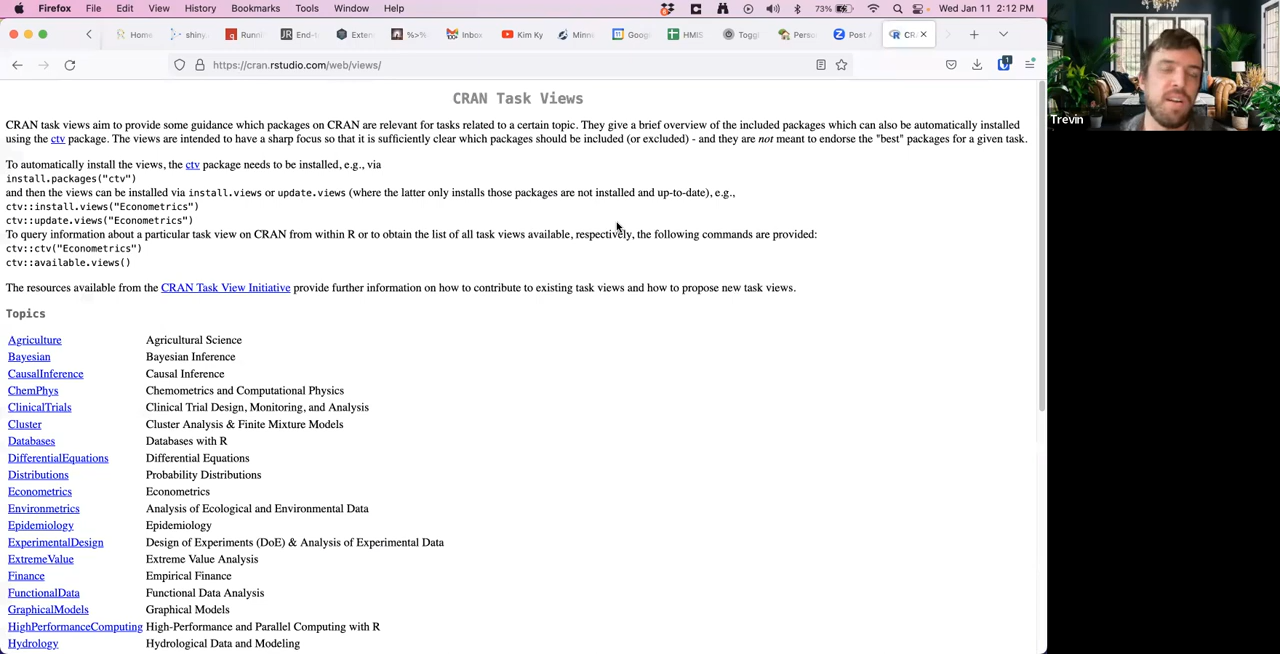 Firefox File Edit View History Bookmarks Tools Window Help 73% Wed Jan 11 2:12 PM
Home shiny. Runni End-t Exten %>% Inbox Kim Ky Minne Goog HMIS Toggl Perso Post / CRA
https://cran.rstudio.com/web/views/
Trevin
CRAN Task Views
CRAN task views aim to provide some guidance which packages on CRAN are relevant for tasks related to a certain topic. They give a brief overview of the included packages which can also be automatically installed
using the ctv package. The views are intended to have a sharp focus so that it is sufficiently clear which packages should be included (or excluded) - and they are not meant to endorse the "best" packages for a given task.
To automatically install the views, the ctv package needs to be installed, e.g., via
install.packages("ctv")
and then the views can be installed via install.views or update.views (where the latter only installs those packages are not installed and up-to-date), e.g.,
ctv::install.views("Econometrics")
ctv::update.views("Econometrics")
To query information about a particular task view on CRAN from within R or to obtain the list of all task views available, respectively, the following commands are provided:
ctv::ctv("Econometrics")
ctv::available.views()
The resources available from the CRAN Task View Initiative provide further information on how to contribute to existing task views and how to propose new task views.
Topics
Agriculture Agricultural Science
Bayesian Bayesian Inference
CausalInference Causal Inference
ChemPhys Chemometrics and Computational Physics
ClinicalTrials Clinical Trial Design, Monitoring, and Analysis
Cluster Cluster Analysis & Finite Mixture Models
Databases Databases with R
DifferentialEquations Differential Equations
Distributions Probability Distributions
Econometrics Econometrics
Environmetrics Analysis of Ecological and Environmental Data
Epidemiology Epidemiology
ExperimentalDesign Design of Experiments (DoE) & Analysis of Experimental Data
ExtremeValue Extreme Value Analysis
Finance Empirical Finance
FunctionalData Functional Data Analysis
GraphicalModels Graphical Models
HighPerformanceComputing High-Performance and Parallel Computing with R
Hydrology Hydrological Data and Modeling